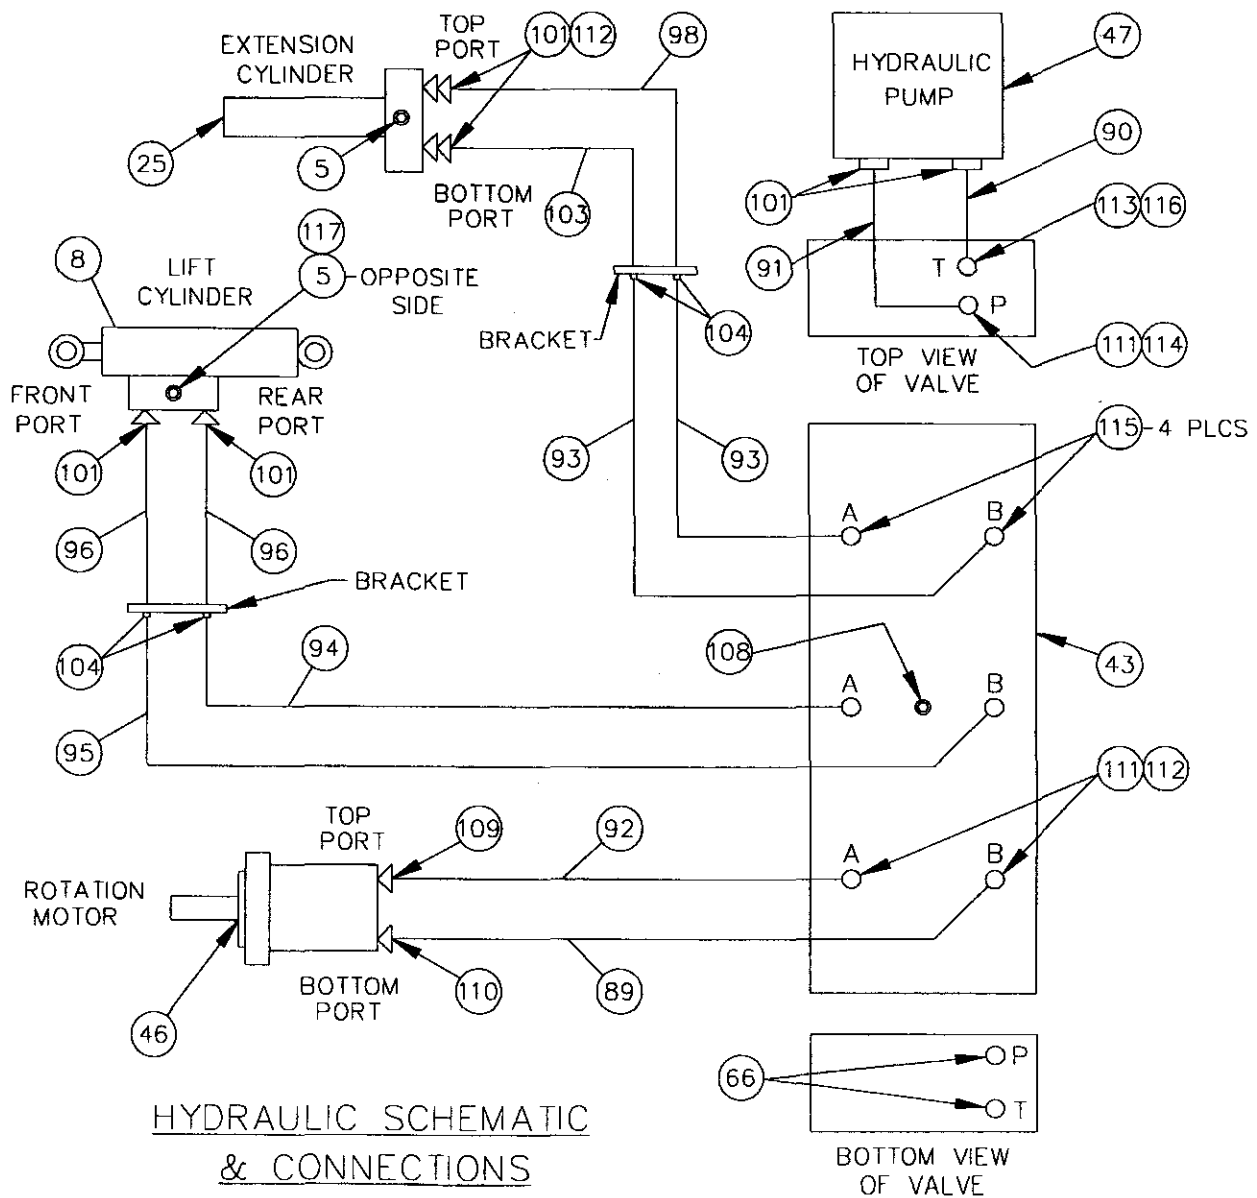 EXTENSION
CYLINDER
TOP
PORT
101 112
98
HYDRAULIC
PUMP
47
25
5
BOTTOM
PORT
103
101
90
113 116
91
T
P
TOP VIEW
OF VALVE
111 114
8
LIFT
CYLINDER
117
5 OPPOSITE
SIDE
BRACKET
104
FRONT
PORT
REAR
PORT
101
101
96
96
BRACKET
104
93
93
115-4 PLCS
A
B
94
95
108
A
B
43
111 112
TOP
PORT
109
92
A
B
ROTATION
MOTOR
46
BOTTOM
PORT
110
89
66
P
T
BOTTOM VIEW
OF VALVE
HYDRAULIC SCHEMATIC
& CONNECTIONS